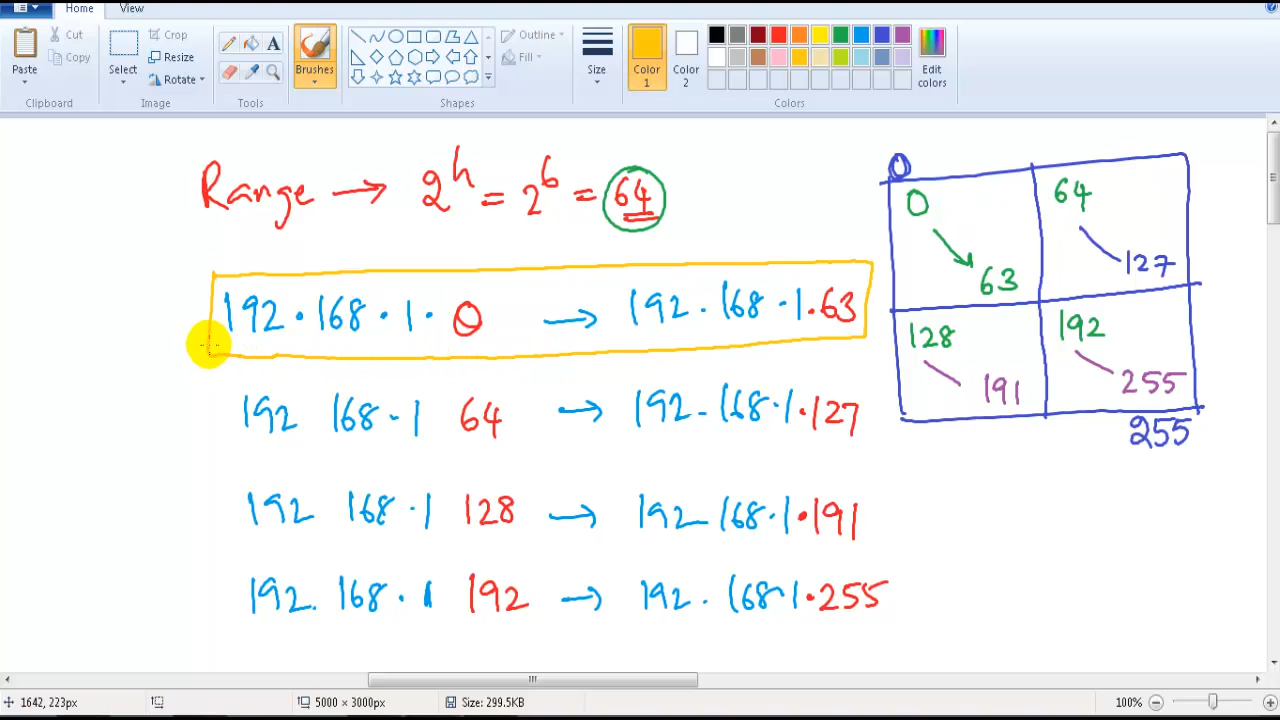 Home View
Paste
Cut
Copy
Clipboard
Select
Crop
Resize
Rotate
Image
A
Tools
Brushes
Shapes
Outline
Fill
Size
Color 1
Color 2
Edit colors
Colors
Range → 2^h = 2^6 = 64
192.168.1.0 → 192.168.1.63
192 168.1 64 → 192.168.1.127
192 168.1 128 → 192.168.1.191
192.168.1 192 → 192.168.1.255
0
0 63
64 127
128 191
192 255
255
1642, 223px
5000 × 3000px
Size: 299.5KB
100%